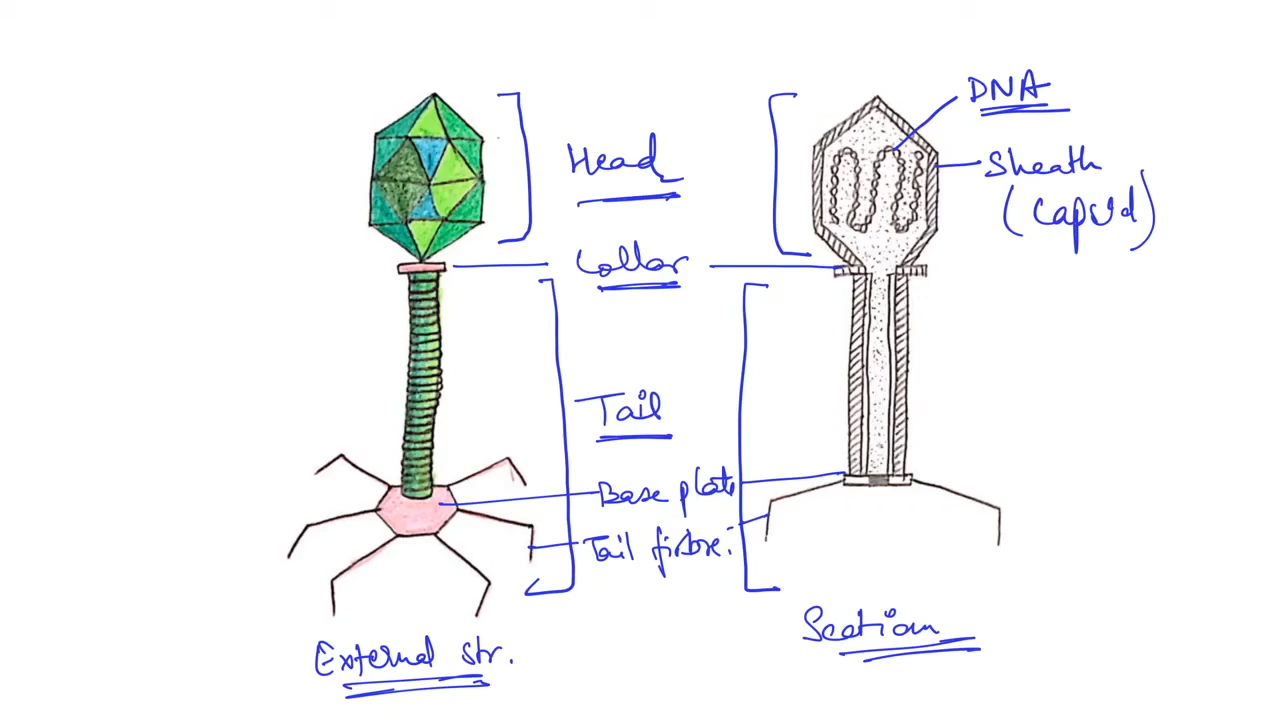 DNA
Head
Sheath
(Capsid)
Collar
Tail
Base plate
Tail fibre.
Section
External str.